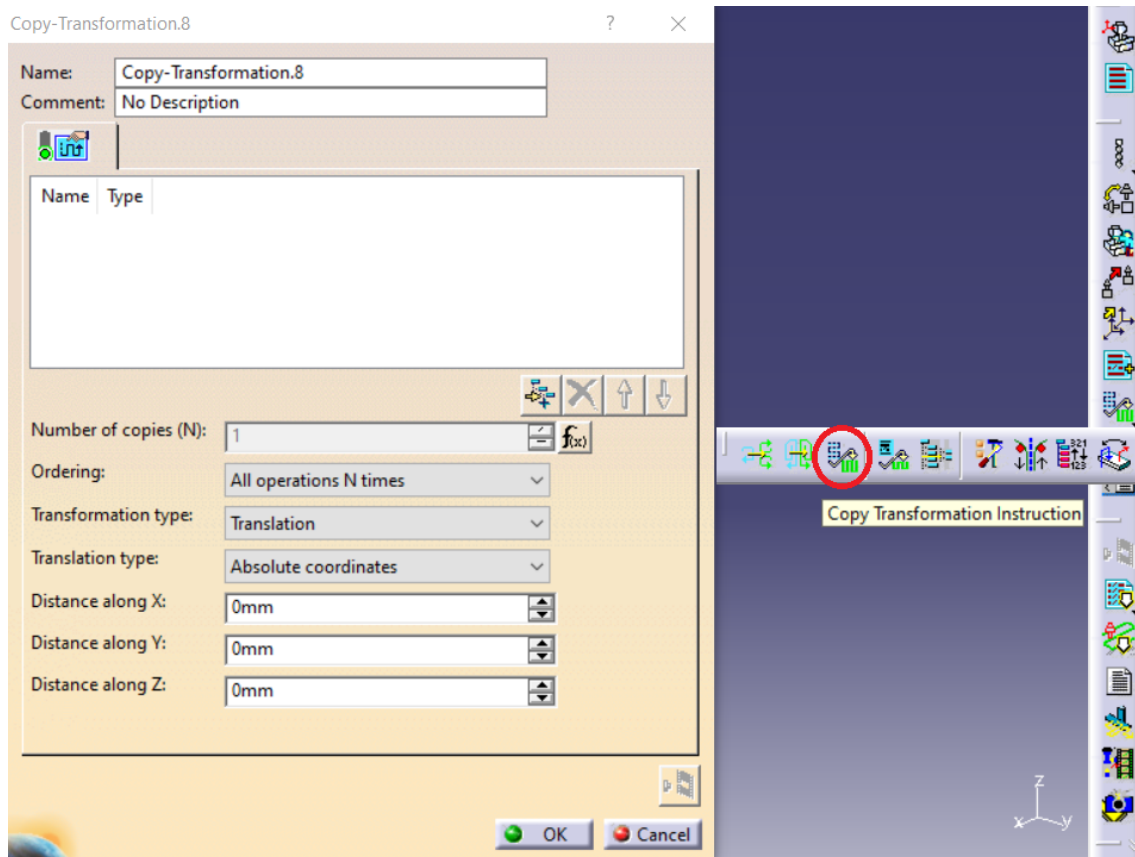 Copy-Transformation.8
?
Name:
Copy-Transformation.8
Comment:
No Description
Name Type
Number of copies (N):
1
f(x)
Ordering:
All operations N times
Transformation type:
Translation
Translation type:
Absolute coordinates
Distance along X:
0mm
Distance along Y:
0mm
Distance along Z:
0mm
OK
Cancel
321
123
Copy Transformation Instruction
z
x
y